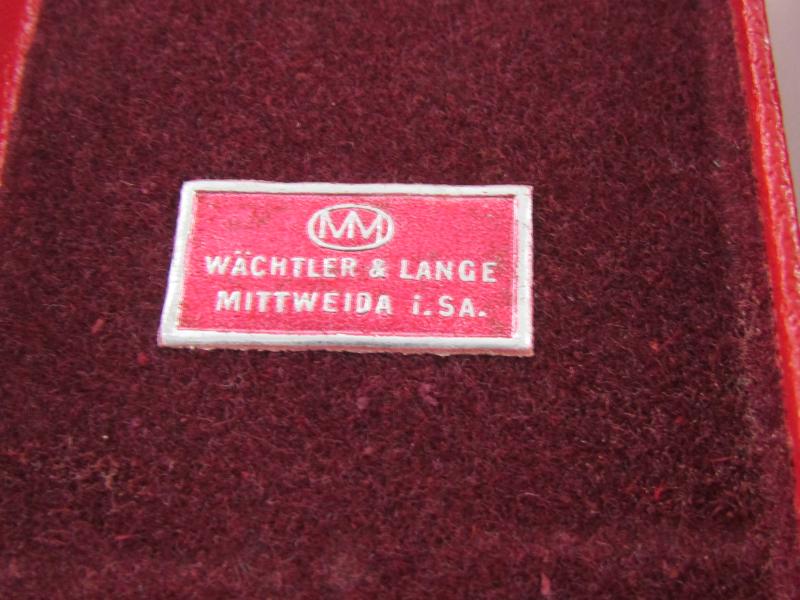 MM
WÄCHTLER & LANGE
MITTWEIDA i. SA.